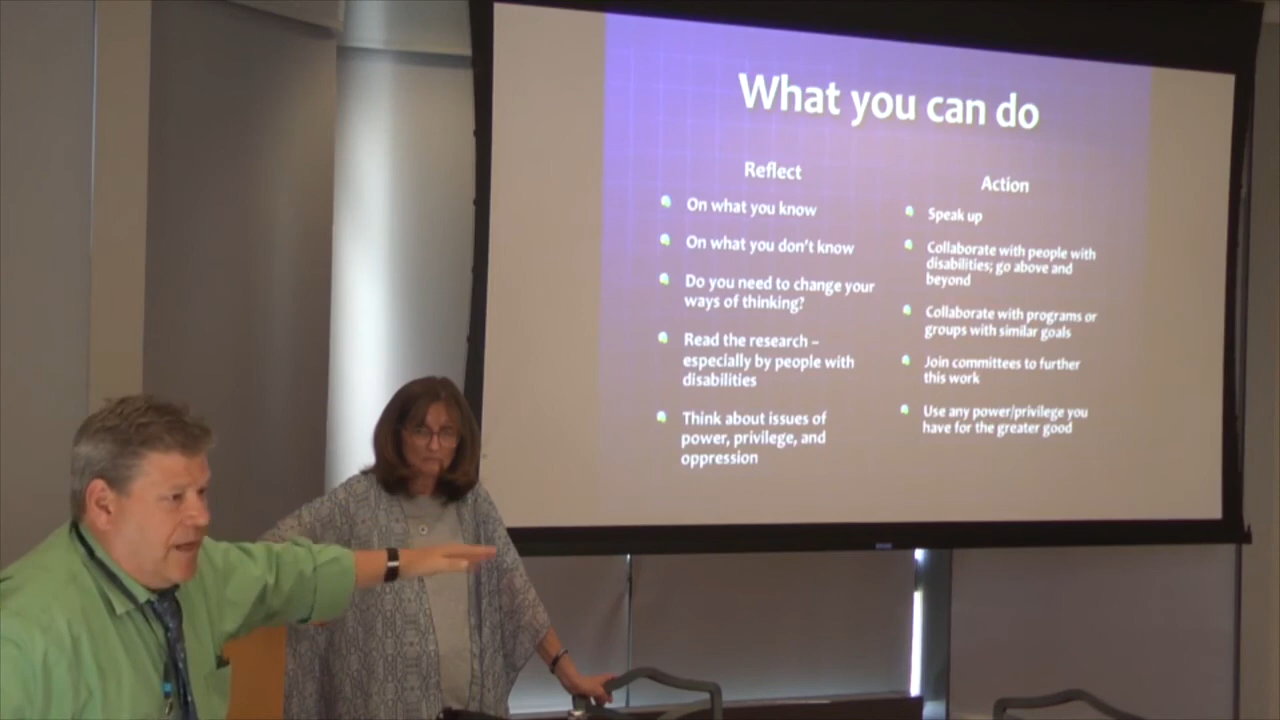 What you can do
Reflect
On what you know
On what you don't know
Do you need to change your
ways of thinking?
Read the research –
especially by people with
disabilities
Think about issues of
power, privilege, and
oppression
Action
Speak up
Collaborate with people with
disabilities; go above and
beyond
Collaborate with programs or
groups with similar goals
Join committees to further
this work
Use any power/privilege you
have for the greater good